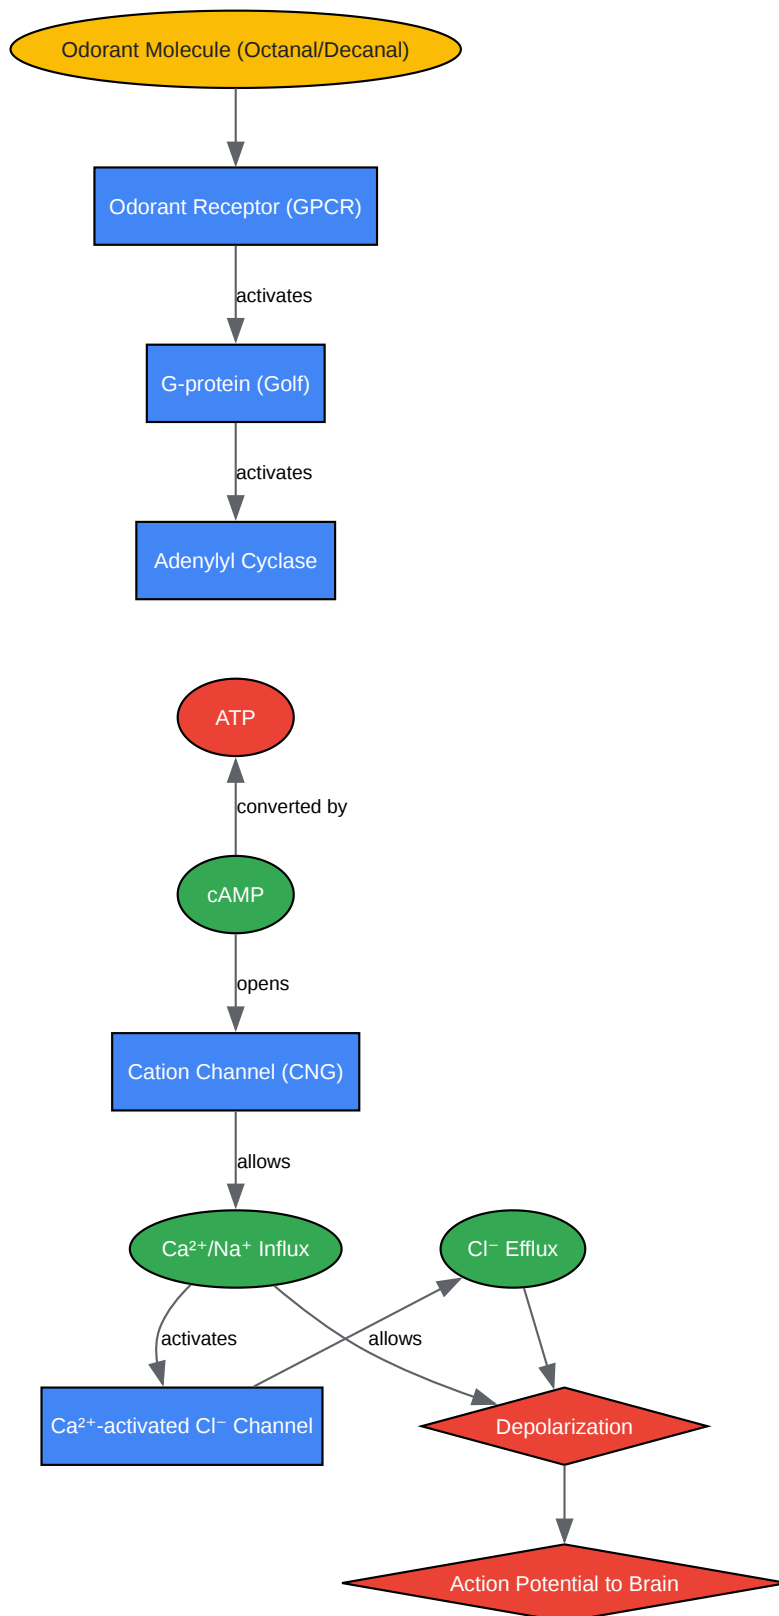 Odorant Molecule (Octanal/Decanal)
Odorant Receptor (GPCR)
activates
G-protein (Golf)
activates
Adenylyl Cyclase
ATP
converted by
cAMP
opens
Cation Channel (CNG)
allows
Ca²⁺/Na⁺ Influx
Cl⁻ Efflux
activates
allows
Ca²⁺-activated Cl⁻ Channel
Depolarization
Action Potential to Brain